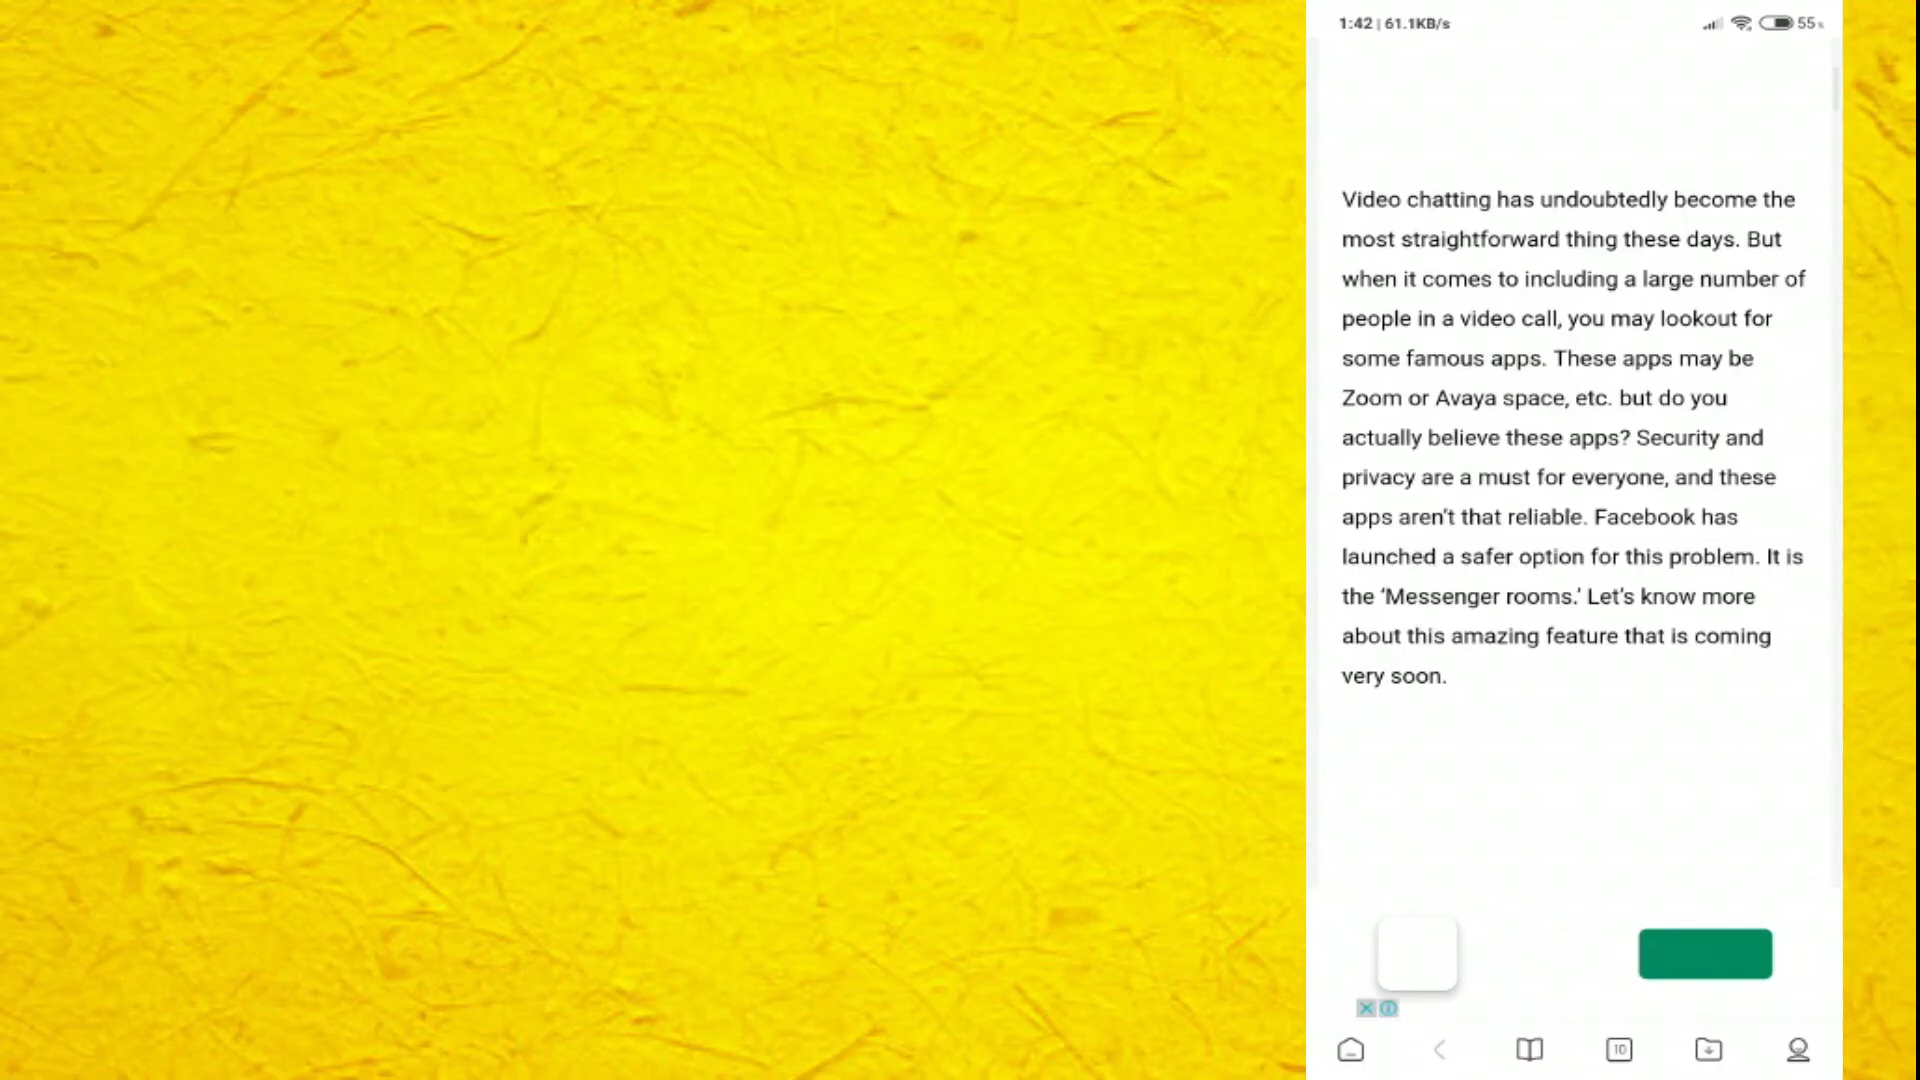 1:42 | 61.1KB/s 55%
Video chatting has undoubtedly become the
most straightforward thing these days. But
when it comes to including a large number of
people in a video call, you may lookout for
some famous apps. These apps may be
Zoom or Avaya space, etc. but do you
actually believe these apps? Security and
privacy are a must for everyone, and these
apps aren't that reliable. Facebook has
launched a safer option for this problem. It is
the ‘Messenger rooms.’ Let's know more
about this amazing feature that is coming
very soon.
10